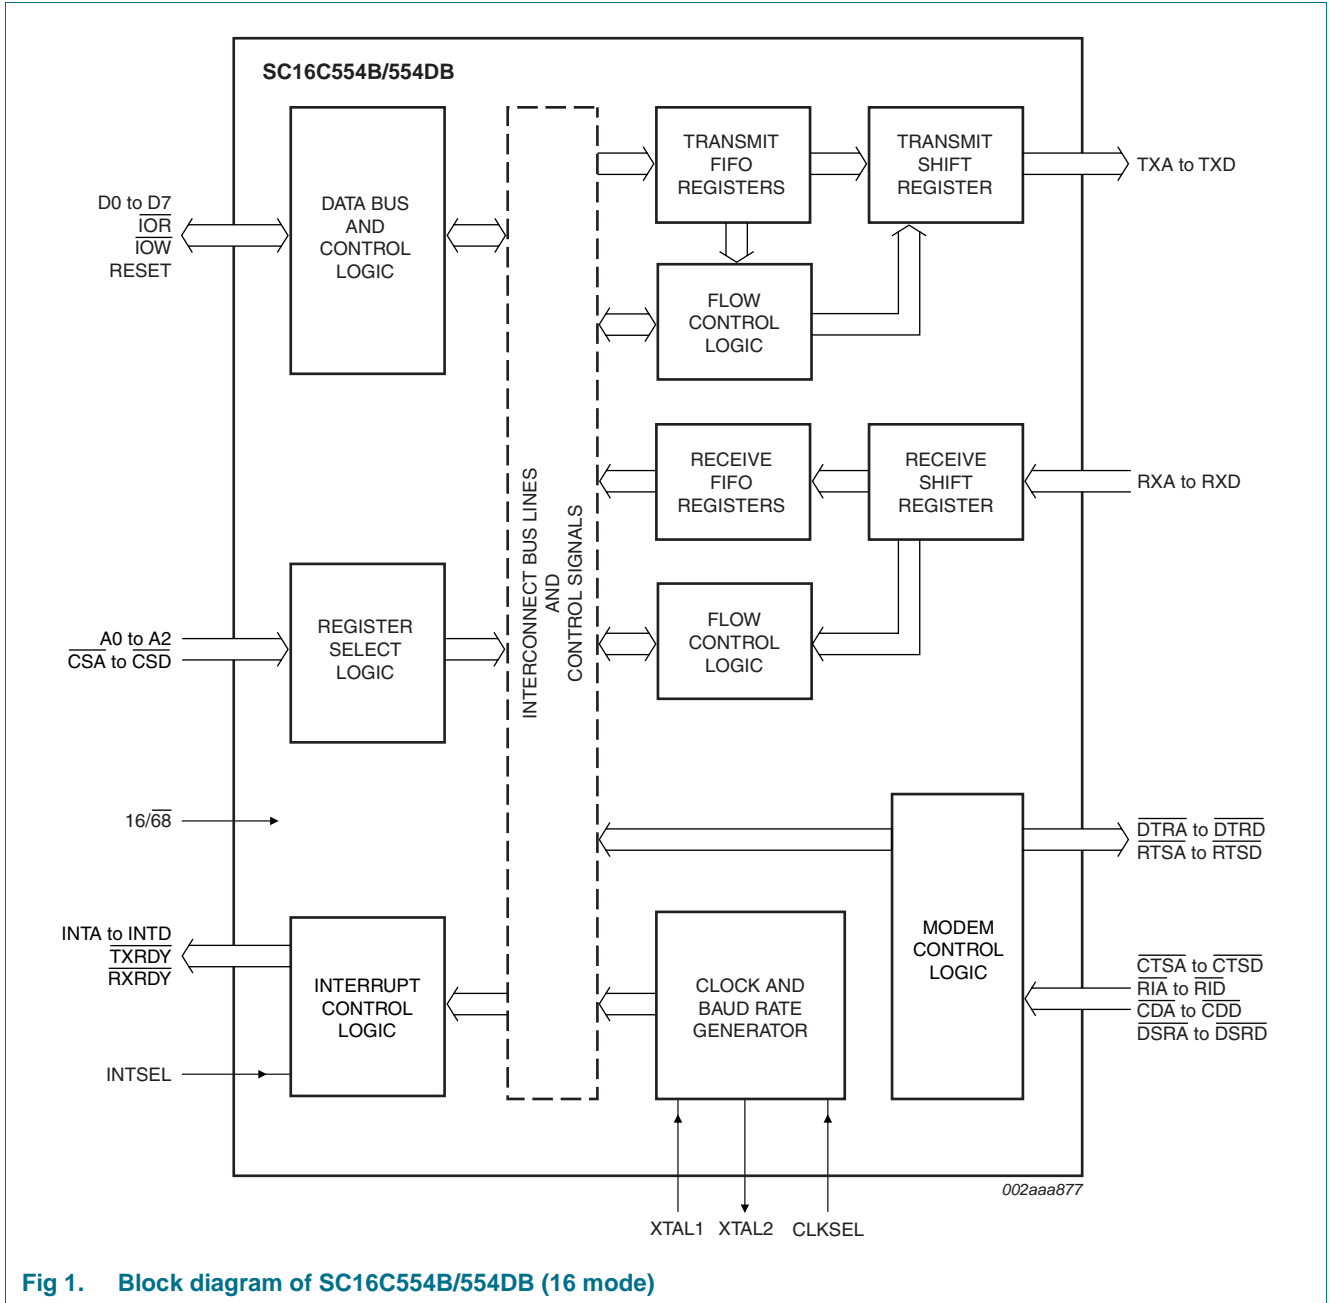 SC16C554B/554DB
TRANSMIT
FIFO
REGISTERS
TRANSMIT
SHIFT
REGISTER
TXA to TXD
D0 to D7
IOR
IOW
RESET
DATA BUS
AND
CONTROL
LOGIC
FLOW
CONTROL
LOGIC
INTERCONNECT BUS LINES
AND
CONTROL SIGNALS
RECEIVE
FIFO
REGISTERS
RECEIVE
SHIFT
REGISTER
RXA to RXD
A0 to A2
CSA to CSD
REGISTER
SELECT
LOGIC
FLOW
CONTROL
LOGIC
16/68
DTRA to DTRD
RTSA to RTSD
INTA to INTD
TXRDY
RXRDY
INTERRUPT
CONTROL
LOGIC
CLOCK AND
BAUD RATE
GENERATOR
MODEM
CONTROL
LOGIC
CTSA to CTSD
RIA to RID
CDA to CDD
DSRA to DSRD
INTSEL
XTAL1 XTAL2 CLKSEL
002aaa877
Fig 1. Block diagram of SC16C554B/554DB (16 mode)